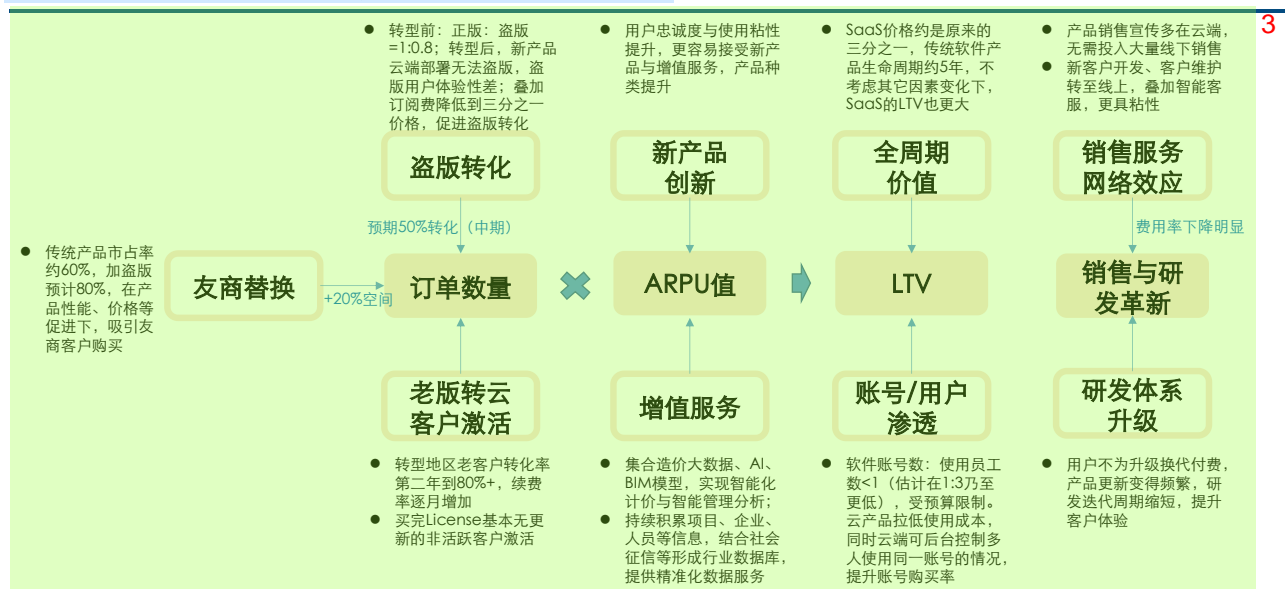 3
● 转型前：正版：盗版
=1:0.8；转型后，新产品
云端部署无法盗版，盗
版用户体验性差；叠加
订阅费降低到三分之一
价格，促进盗版转化
● 用户忠诚度与使用粘性
提升，更容易接受新产
品与增值服务，产品种
类提升
● SaaS价格约是原来的
三分之一，传统软件产
品生命周期约5年，不
考虑其它因素变化下，
SaaS的LTV也更大
● 产品销售宣传多在云端，
无需投入大量线下销售
● 新客户开发、客户维护
转至线上，叠加智能客
服，更具粘性
盗版转化
新产品
创新
全周期
价值
销售服务
网络效应
预期50%转化（中期）
费用率下降明显
● 传统产品市占率
约60%，加盗版
预计80%，在产
品性能、价格等
促进下，吸引友
商客户购买
友商替换
+20%空间
订单数量
ARPU值
LTV
销售与研
发革新
老版转云
客户激活
增值服务
账号/用户
渗透
研发体系
升级
● 转型地区老客户转化率
第二年到80%+，续费
率逐月增加
● 买完License基本无更
新的非活跃客户激活
● 集合造价大数据、AI、
BIM模型，实现智能化
计价与智能管理分析；
● 持续积累项目、企业、
人员等信息，结合社会
征信等形成行业数据库，
提供精准化数据服务
● 软件账号数：使用员工
数<1（估计在1:3乃至
更低），受预算限制。
云产品拉低使用成本，
同时云端可后台控制多
人使用同一账号的情况，
提升账号购买率
● 用户不为升级换代付费，
产品更新变得频繁，研
发迭代周期缩短，提升
客户体验